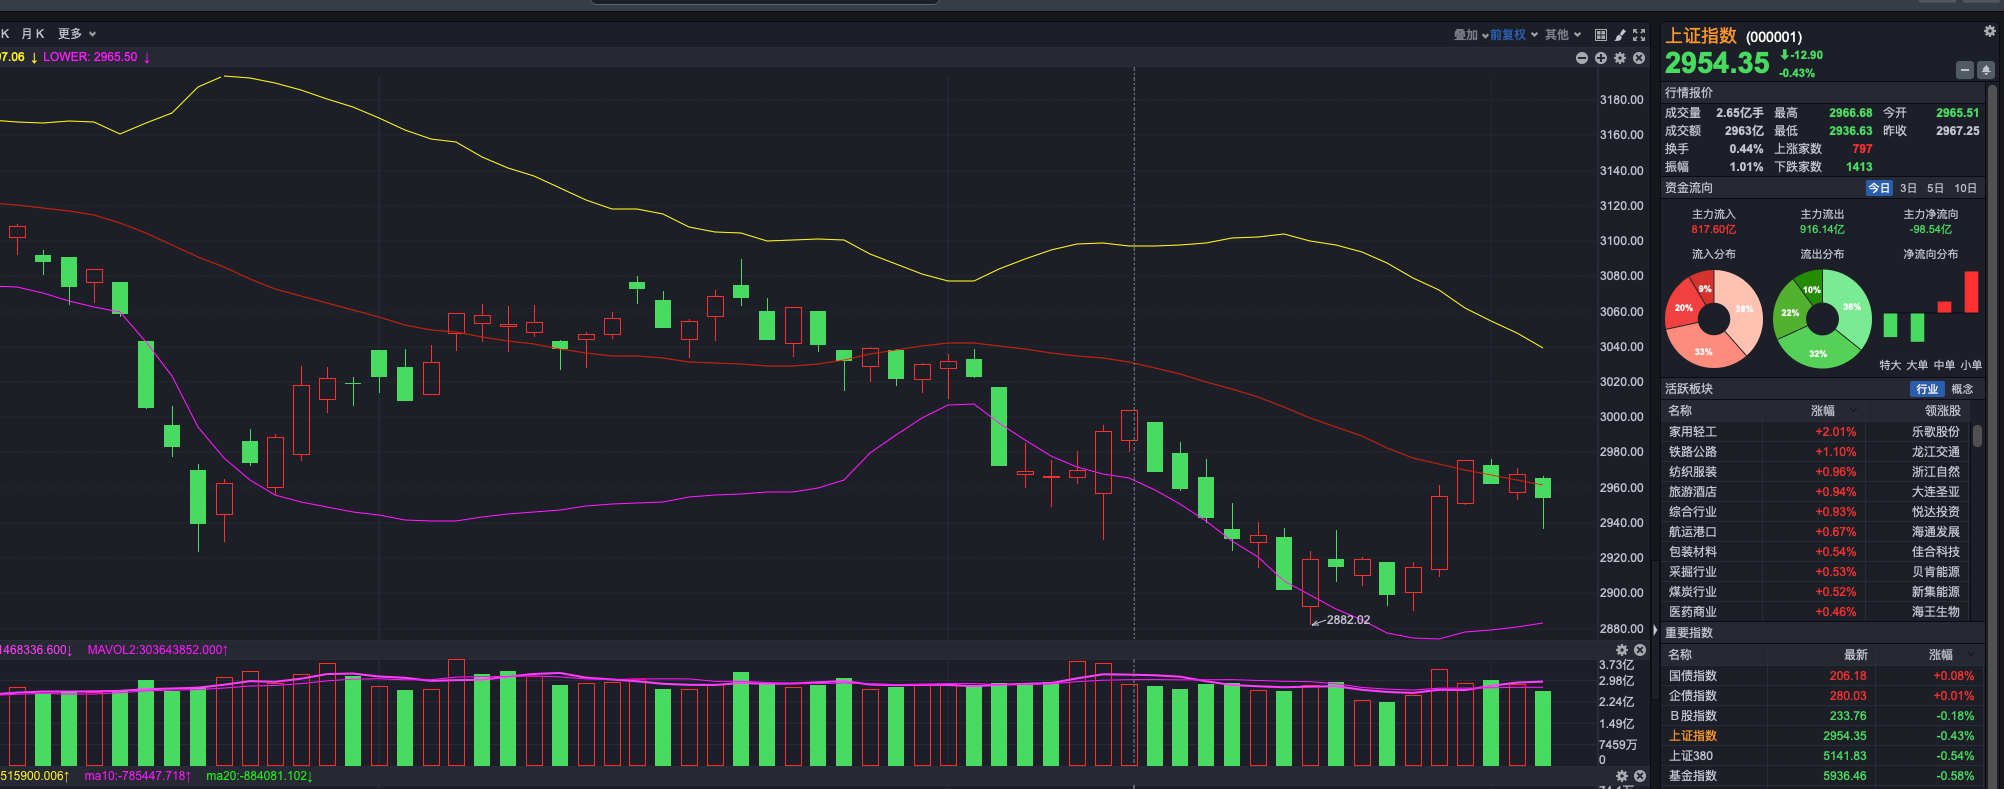 K 月K 更多
叠加 前复权 其他
07.06 ↓ LOWER: 2965.50 ↓
3180.00
3160.00
3140.00
3120.00
3100.00
3080.00
3060.00
3040.00
3020.00
3000.00
2980.00
2960.00
2940.00
2920.00
2900.00
2880.00
2882.02
1468336.600↓ MAVOL2:303643852.000↑
3.73亿
2.98亿
2.24亿
1.49亿
7459万
0
515900.006↑ ma10:-785447.718↑ ma20:-884081.102↓
上证指数 (000001)
2954.35 -12.90
-0.43%
行情报价
成交量 2.65亿手 最高 2966.68 今开 2965.51
成交额 2963亿 最低 2936.63 昨收 2967.25
换手 0.44% 上涨家数 797
振幅 1.01% 下跌家数 1413
资金流向 今日 3日 5日 10日
主力流入 主力流出 主力净流向
817.60亿 916.14亿 -98.54亿
流入分布 流出分布 净流向分布
9% 38% 33% 20%
10% 36% 32% 22%
特大 大单 中单 小单
活跃板块 行业 概念
名称 涨幅 领涨股
家用轻工 +2.01% 乐歌股份
铁路公路 +1.10% 龙江交通
纺织服装 +0.96% 浙江自然
旅游酒店 +0.94% 大连圣亚
综合行业 +0.93% 悦达投资
航运港口 +0.67% 海通发展
包装材料 +0.54% 佳合科技
采掘行业 +0.53% 贝肯能源
煤炭行业 +0.52% 新集能源
医药商业 +0.46% 海王生物
重要指数
名称 最新 涨幅
国债指数 206.18 +0.08%
企债指数 280.03 +0.01%
Ｂ股指数 233.76 -0.18%
上证指数 2954.35 -0.43%
上证380 5141.83 -0.54%
基金指数 5936.46 -0.58%